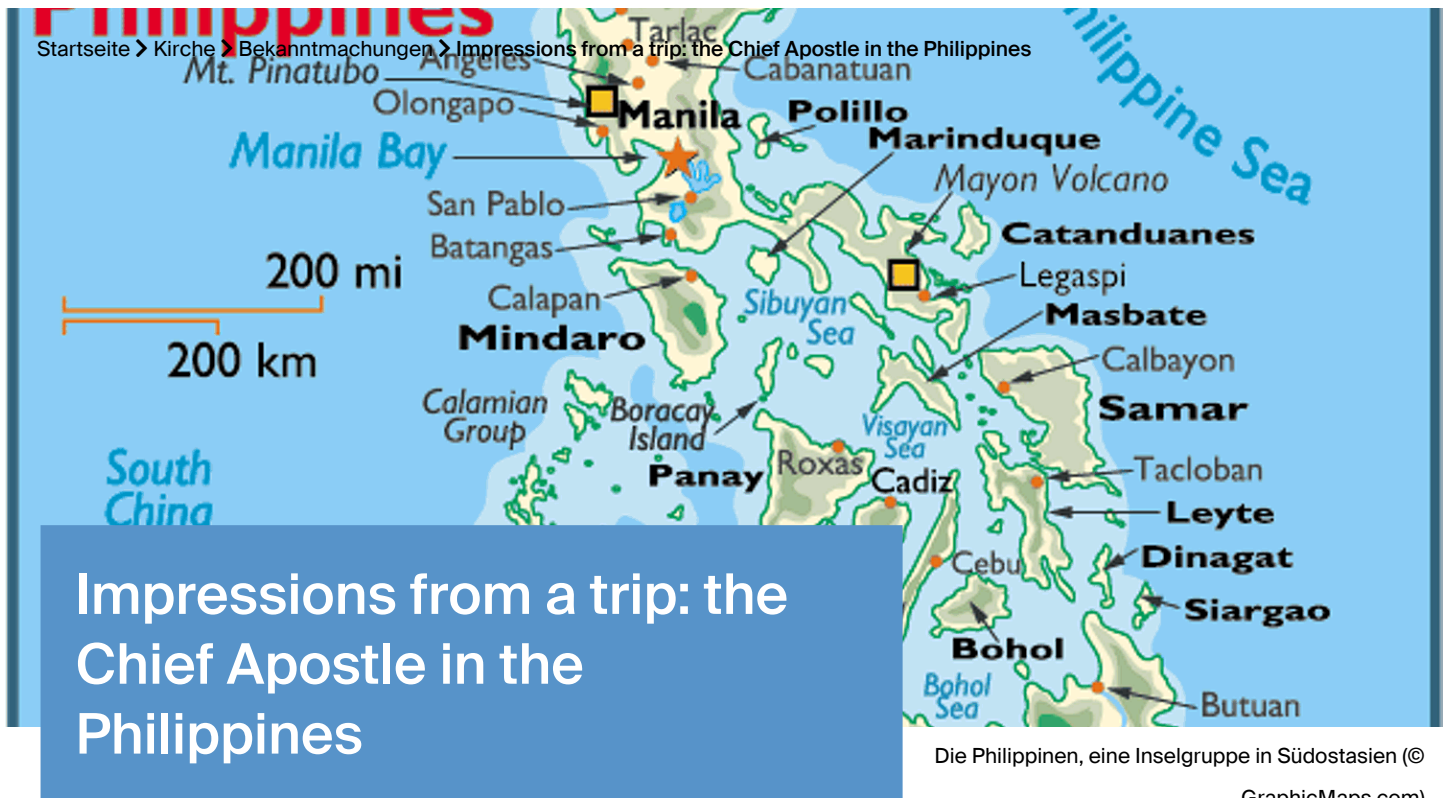 Philippines
Startseite > Kirche > Bekanntmachungen > Impressions from a trip: the Chief Apostle in the Philippines
Tarlac
Mt. Pinatubo
Angeles
Cabanatuan
Olongapo
Manila
Polillo
Philippine Sea
Manila Bay
Marinduque
Mayon Volcano
San Pablo
Catanduanes
Batangas
200 mi
Legaspi
Calapan
Sibuyan
Sea
Masbate
Mindaro
200 km
Calbayon
Calamian
Group
Boracay
Island
Samar
Visayan
Sea
South
China
Panay
Roxas
Cadiz
Tacloban
Leyte
Cebu
Dinagat
Siargao
Bohol
Bohol
Sea
Butuan
Impressions from a trip: the
Chief Apostle in the
Philippines
Die Philippinen, eine Inselgruppe in Südostasien (©
GraphicMaps.com)